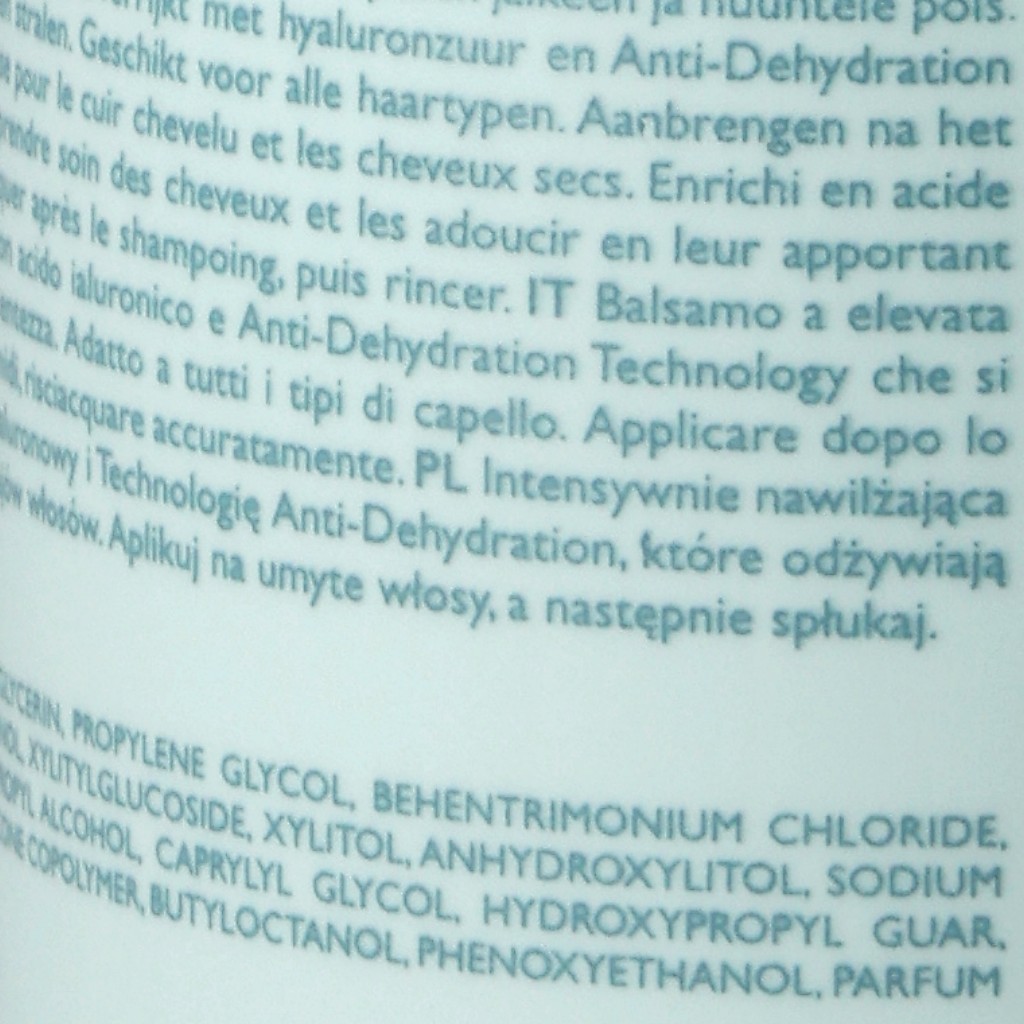 met hyaluronzuur en Anti-Dehydration
stralen. Geschikt voor alle haartypen. Aanbrengen na het
pour le cuir chevelu et les cheveux secs. Enrichi en acide
soin des cheveux et les adoucir en leur apportant
après le shampoing, puis rincer. IT Balsamo a elevata
acido ialuronico e Anti-Dehydration Technology che si
Adatto a tutti i tipi di capello. Applicare dopo lo
risciacquare accuratamente. PL Intensywnie nawilżająca
i Technologię Anti-Dehydration, które odżywiają
włosów. Aplikuj na umyte włosy, a następnie spłukaj.
GLYCERIN, PROPYLENE GLYCOL, BEHENTRIMONIUM CHLORIDE,
XYLITYLGLUCOSIDE, XYLITOL, ANHYDROXYLITOL, SODIUM
ALCOHOL, CAPRYLYL GLYCOL, HYDROXYPROPYL GUAR,
COPOLYMER, BUTYLOCTANOL, PHENOXYETHANOL, PARFUM